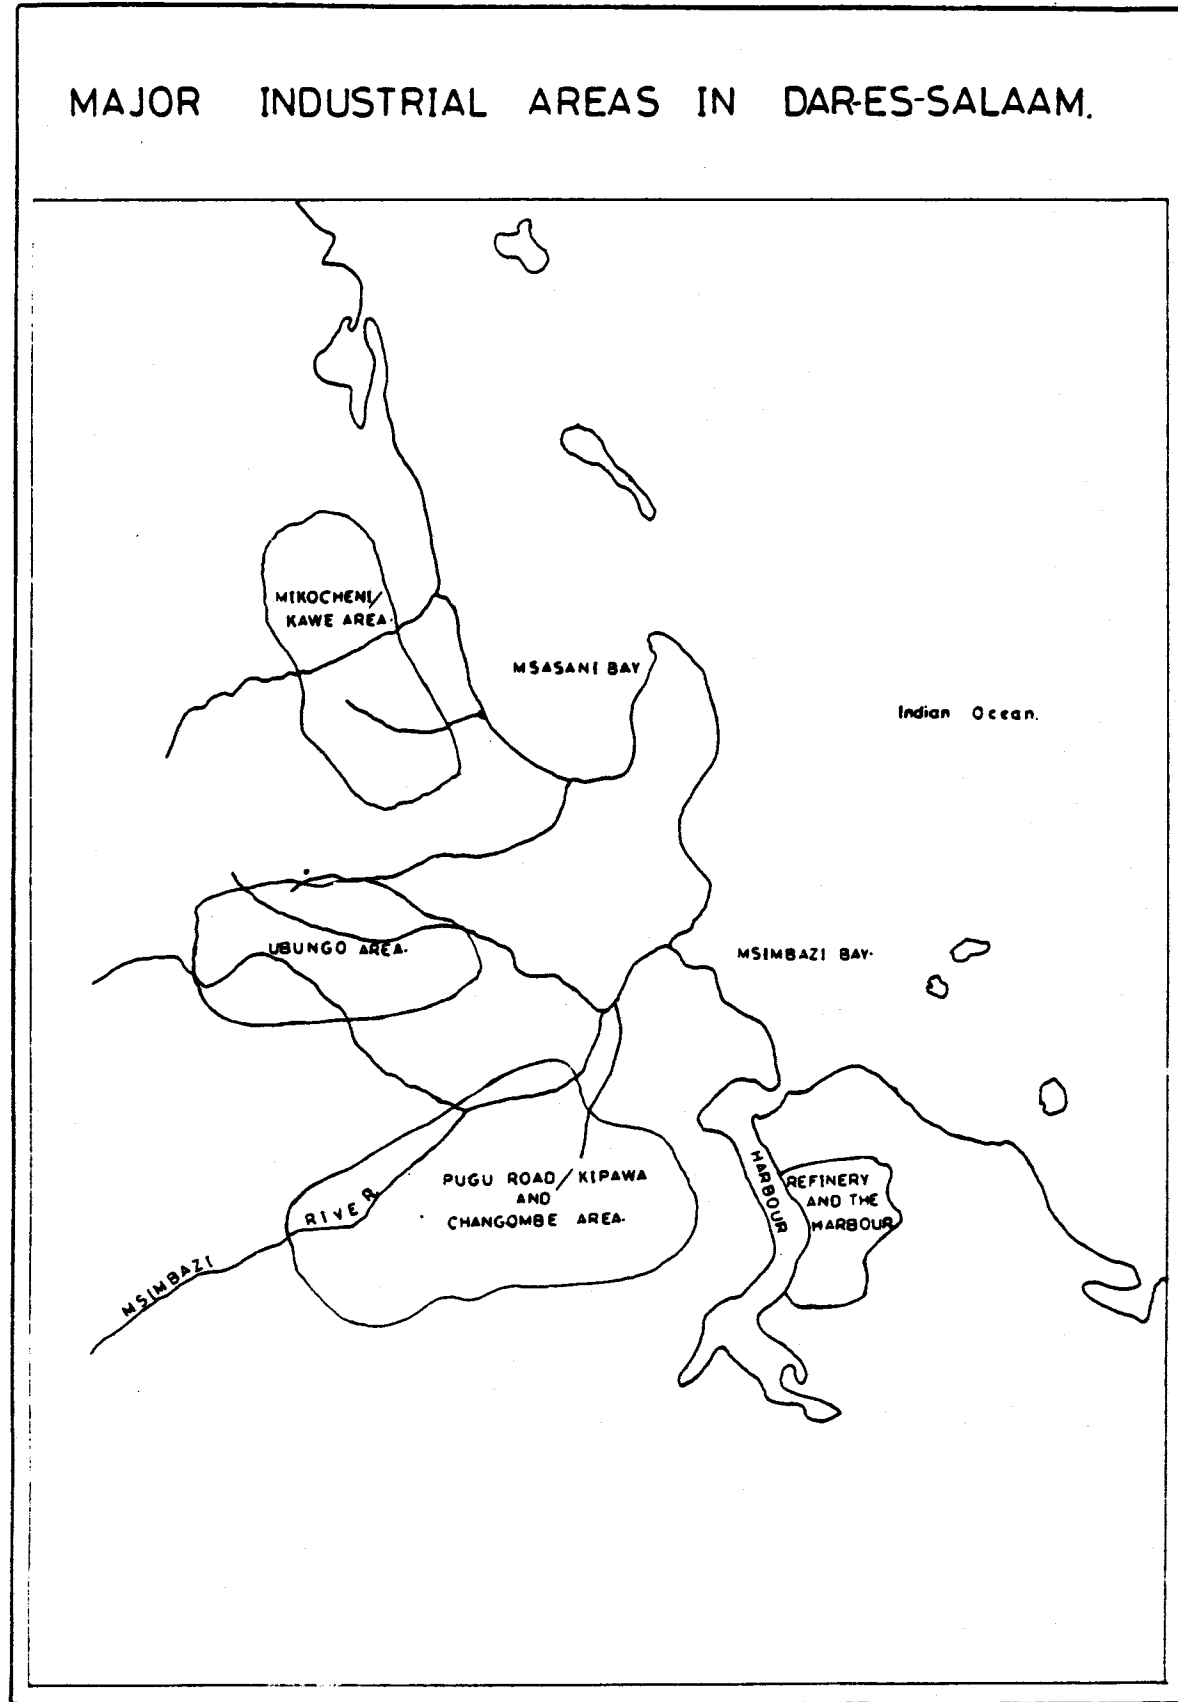 MAJOR INDUSTRIAL AREAS IN DAR-ES-SALAAM.
MIKOCHENI/
KAWE AREA.
MSASANI BAY
Indian Ocean.
UBUNGO AREA.
MSIMBAZI BAY.
PUGU ROAD/KIPAWA
AND
CHANGOMBE AREA.
HARBOUR
REFINERY
AND THE
HARBOUR
MSIMBAZI RIVER